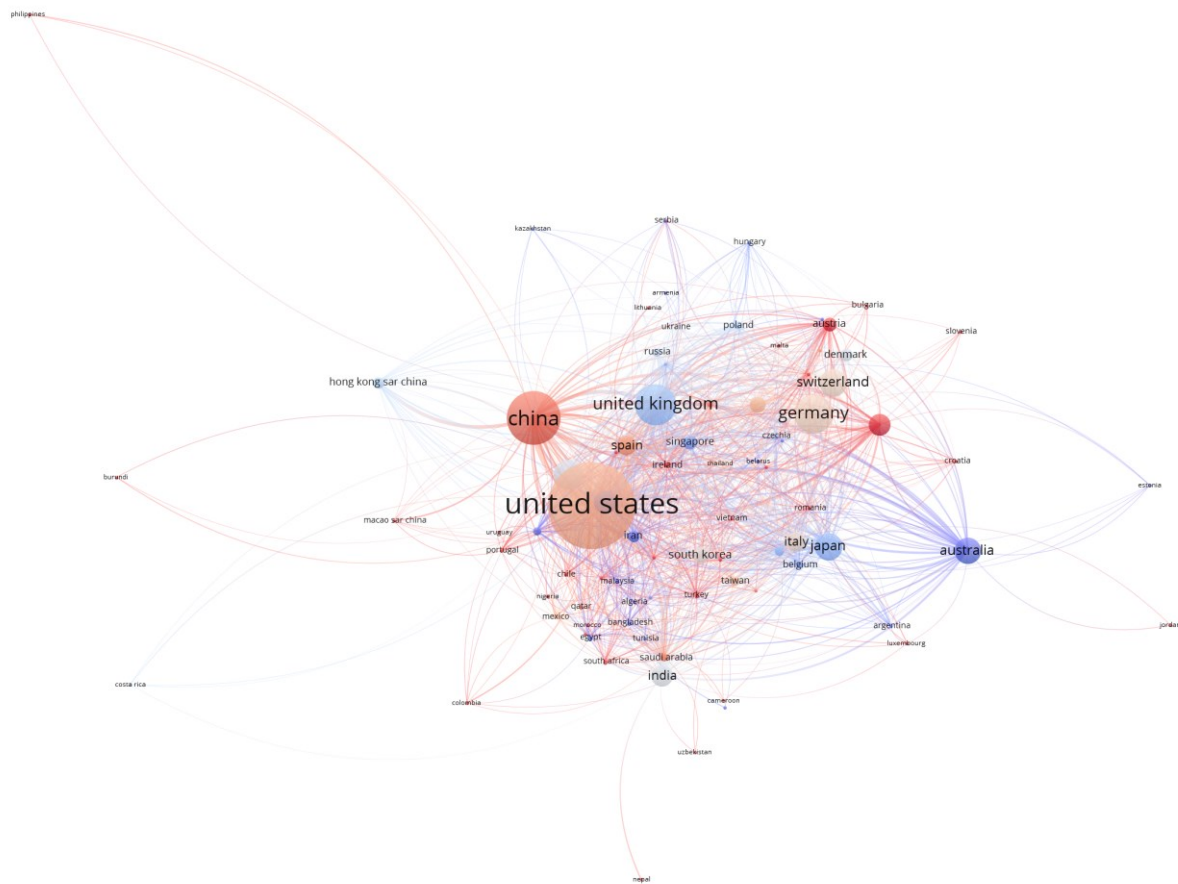 philippines
serbia
kazakhstan
hungary
armenia
lithuania
bulgaria
ukraine
poland
austria
slovenia
malta
russia
denmark
hong kong sar china
switzerland
united kingdom
germany
china
czechia
singapore
spain
croatia
ireland
thailand
belarus
burundi
estonia
united states
romania
macao sar china
vietnam
uruguay
iran
italy
japan
portugal
south korea
australia
belgium
chile
malaysia
taiwan
nigeria
turkey
algeria
qatar
mexico
morocco
bangladesh
argentina
jordan
egypt
tunisia
luxembourg
south africa
saudi arabia
india
costa rica
colombia
cameroon
uzbekistan
nepal